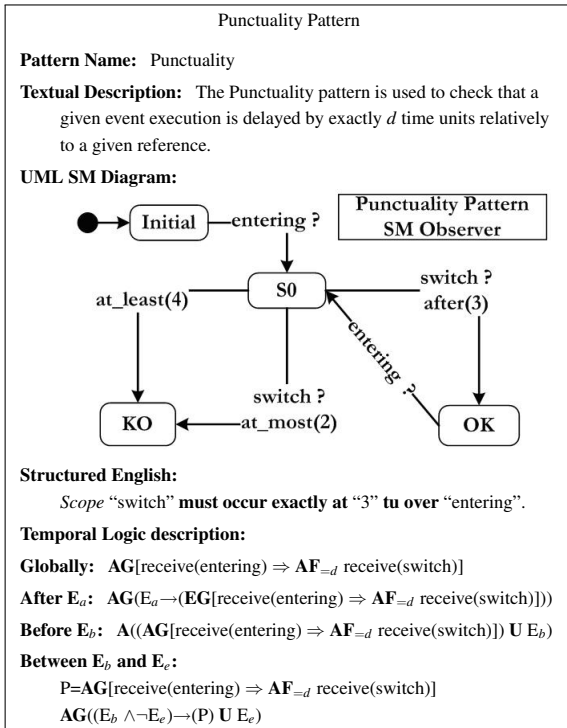 Punctuality Pattern
Pattern Name: Punctuality
Textual Description: The Punctuality pattern is used to check that a
given event execution is delayed by exactly d time units relatively
to a given reference.
UML SM Diagram:
Initial
entering ?
Punctuality Pattern
SM Observer
S0
at_least(4)
switch ?
after(3)
entering ?
switch ?
at_most(2)
KO
OK
Structured English:
Scope “switch” must occur exactly at “3” tu over “entering”.
Temporal Logic description:
Globally: AG[receive(entering) ⇒ AF=d receive(switch)]
After Ea: AG(Ea→(EG[receive(entering) ⇒ AF=d receive(switch)]))
Before Eb: A((AG[receive(entering) ⇒ AF=d receive(switch)]) U Eb)
Between Eb and Ee:
P=AG[receive(entering) ⇒ AF=d receive(switch)]
AG((Eb ∧¬Ee)→(P) U Ee)